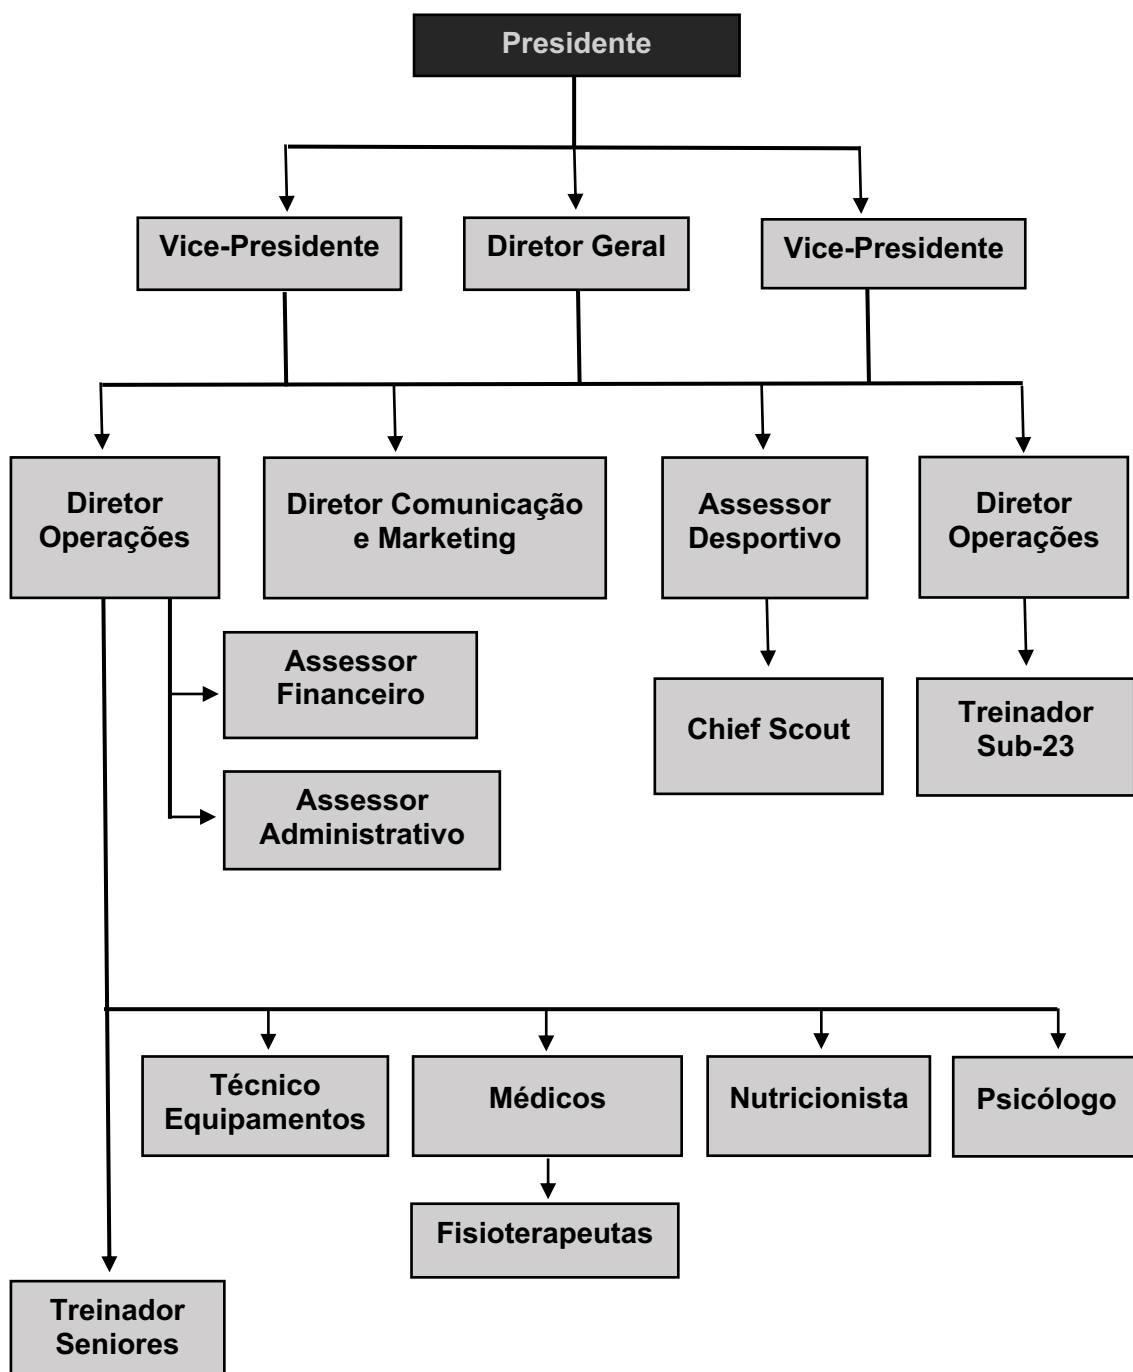 Presidente
Vice-Presidente
Diretor Geral
Vice-Presidente
Diretor
Operações
Diretor Comunicação
e Marketing
Assessor
Desportivo
Diretor
Operações
Assessor
Financeiro
Chief Scout
Treinador
Sub-23
Assessor
Administrativo
Técnico
Equipamentos
Médicos
Nutricionista
Psicólogo
Fisioterapeutas
Treinador
Seniores